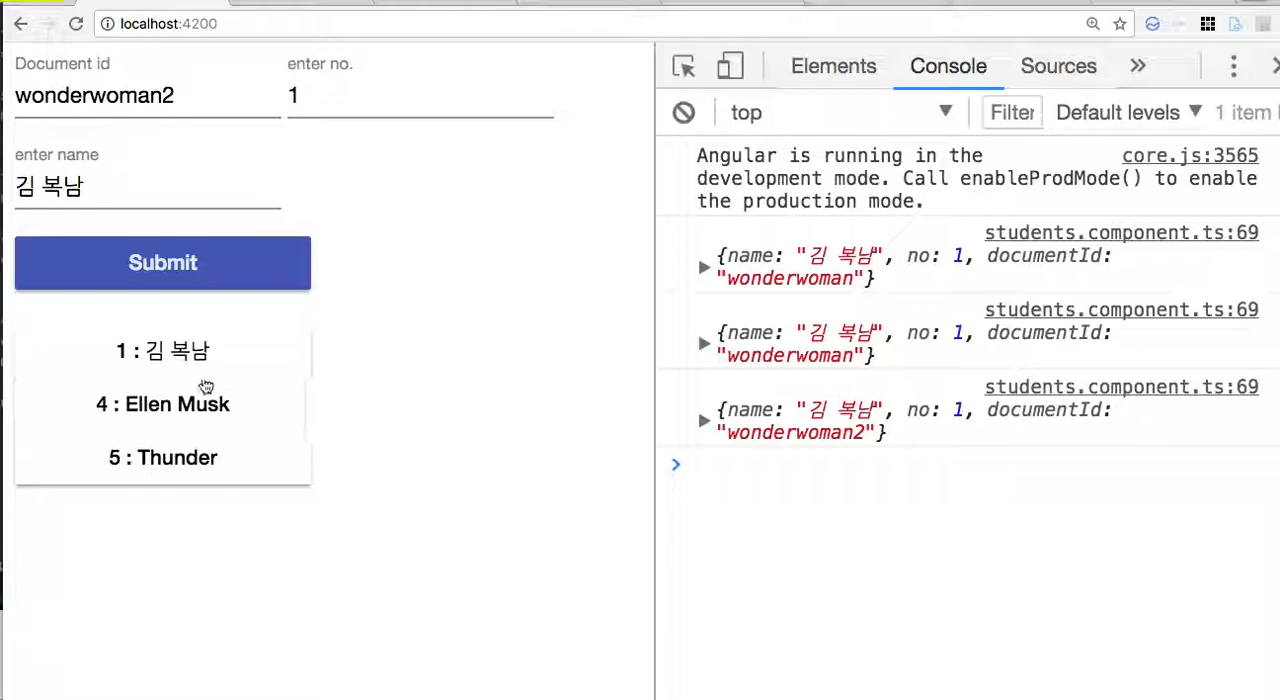 localhost:4200
Document id
enter no.
wonderwoman2
1
enter name
김 복남
Submit
1 : 김 복남
4 : Ellen Musk
5 : Thunder
Elements
Console
Sources
top
Filter
Default levels
1 item
Angular is running in the
core.js:3565
development mode. Call enableProdMode() to enable
the production mode.
students.component.ts:69
{name: "김 복남", no: 1, documentId:
"wonderwoman"}
students.component.ts:69
{name: "김 복남", no: 1, documentId:
"wonderwoman"}
students.component.ts:69
{name: "김 복남", no: 1, documentId:
"wonderwoman2"}